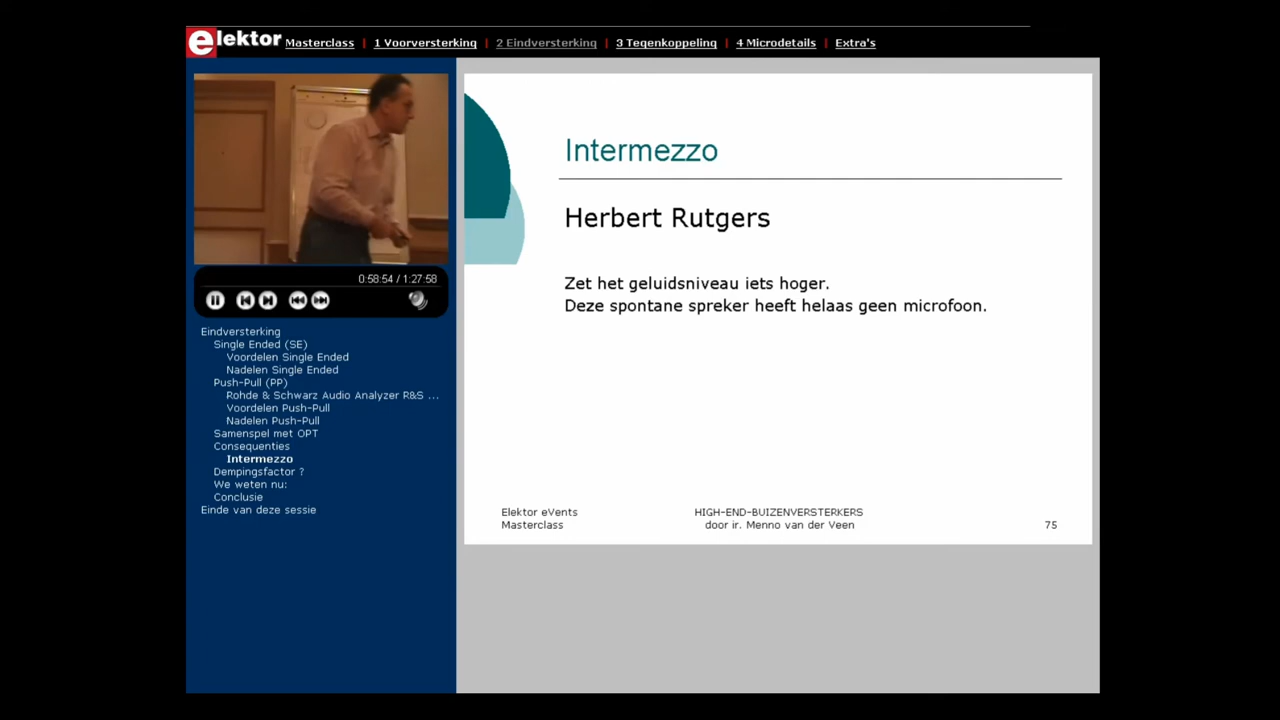 elektor Masterclass | 1 Voorversterking | 2 Eindversterking | 3 Tegenkoppeling | 4 Microdetails | Extra's
0:58:54 / 1:27:58
Eindversterking
Single Ended (SE)
Voordelen Single Ended
Nadelen Single Ended
Push-Pull (PP)
Rohde & Schwarz Audio Analyzer R&S ...
Voordelen Push-Pull
Nadelen Push-Pull
Samenspel met OPT
Consequenties
Intermezzo
Dempingsfactor ?
We weten nu:
Conclusie
Einde van deze sessie
Intermezzo
Herbert Rutgers
Zet het geluidsniveau iets hoger.
Deze spontane spreker heeft helaas geen microfoon.
Elektor eVents
Masterclass
HIGH-END-BUIZENVERSTERKERS
door ir. Menno van der Veen
75